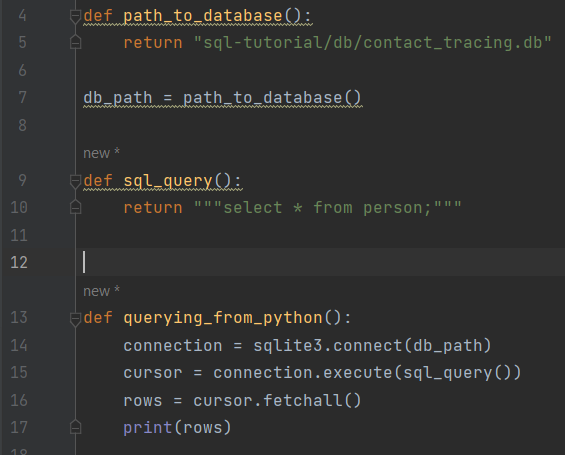 4 def path_to_database():
5     return "sql-tutorial/db/contact_tracing.db"
6
7 db_path = path_to_database()
8
new *
9 def sql_query():
10     return """select * from person;"""
11
12
new *
13 def querying_from_python():
14     connection = sqlite3.connect(db_path)
15     cursor = connection.execute(sql_query())
16     rows = cursor.fetchall()
17     print(rows)